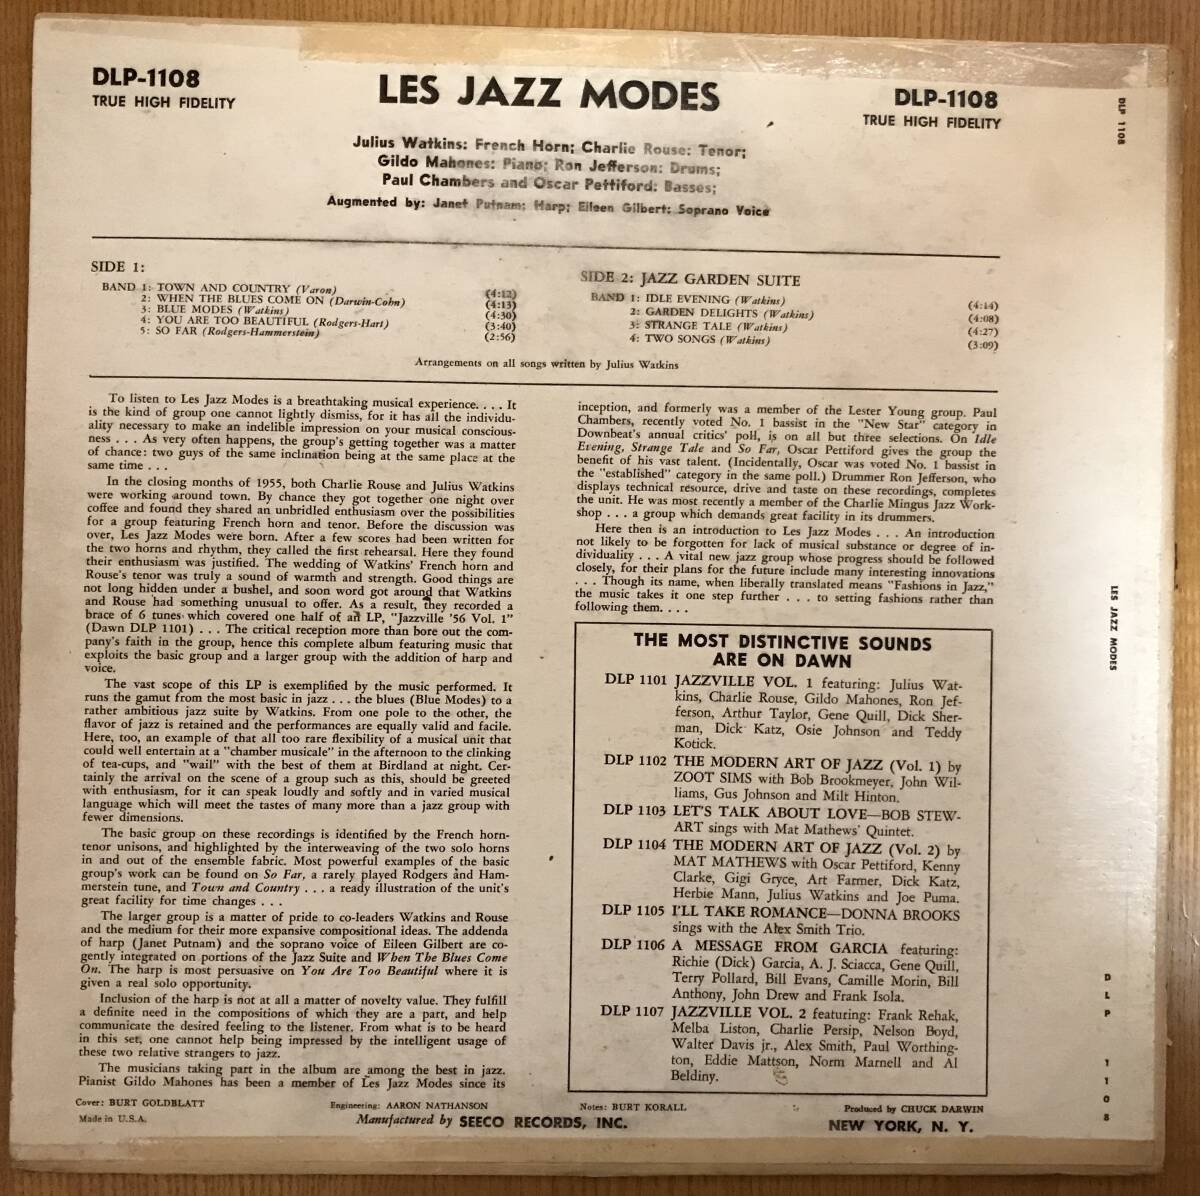 DLP-1108
TRUE HIGH FIDELITY
LES JAZZ MODES
DLP-1108
TRUE HIGH FIDELITY
Julius Watkins: French Horn; Charlie Rouse: Tenor;
Gildo Mahones: Piano; Ron Jefferson: Drums;
Paul Chambers and Oscar Pettiford: Basses;
Augmented by: Janet Putnam: Harp; Eileen Gilbert: Soprano Voice
SIDE 1:
BAND 1: TOWN AND COUNTRY (Varon) (4:12)
2: WHEN THE BLUES COME ON (Darwin-Cohn) (4:13)
3: BLUE MODES (Watkins) (4:30)
4: YOU ARE TOO BEAUTIFUL (Rodgers-Hart) (3:40)
5: SO FAR (Rodgers-Hammerstein) (2:56)
SIDE 2: JAZZ GARDEN SUITE
BAND 1: IDLE EVENING (Watkins) (4:14)
2: GARDEN DELIGHTS (Watkins) (4:08)
3: STRANGE TALE (Watkins) (4:27)
4: TWO SONGS (Watkins) (3:09)
Arrangements on all songs written by Julius Watkins
To listen to Les Jazz Modes is a breathtaking musical experience. . . . It
is the kind of group one cannot lightly dismiss, for it has all the individu-
ality necessary to make an indelible impression on your musical conscious-
ness . . . As very often happens, the group's getting together was a matter
of chance: two guys of the same inclination being at the same place at the
same time . . .
In the closing months of 1955, both Charlie Rouse and Julius Watkins
were working around town. By chance they got together one night over
coffee and found they shared an unbridled enthusiasm over the possibilities
for a group featuring French horn and tenor. Before the discussion was
over, Les Jazz Modes were born. After a few scores had been written for
the two horns and rhythm, they called the first rehearsal. Here they found
their enthusiasm was justified. The wedding of Watkins' French horn and
Rouse's tenor was truly a sound of warmth and strength. Good things are
not long hidden under a bushel, and soon word got around that Watkins
and Rouse had something unusual to offer. As a result, they recorded a
brace of 6 tunes which covered one half of an LP, "Jazzville '56 Vol. 1"
(Dawn DLP 1101) . . . The critical reception more than bore out the com-
pany's faith in the group, hence this complete album featuring music that
exploits the basic group and a larger group with the addition of harp and
voice.
The vast scope of this LP is exemplified by the music performed. It
runs the gamut from the most basic in jazz . . . the blues (Blue Modes) to a
rather ambitious jazz suite by Watkins. From one pole to the other, the
flavor of jazz is retained and the performances are equally valid and facile.
Here, too, an example of that all too rare flexibility of a musical unit that
could well entertain at a "chamber musicale" in the afternoon to the clinking
of tea-cups, and "wail" with the best of them at Birdland at night. Cer-
tainly the arrival on the scene of a group such as this, should be greeted
with enthusiasm, for it can speak loudly and softly and in varied musical
language which will meet the tastes of many more than a jazz group with
fewer dimensions.
The basic group on these recordings is identified by the French horn-
tenor unisons, and highlighted by the interweaving of the two solo horns
in and out of the ensemble fabric. Most powerful examples of the basic
group's work can be found on So Far, a rarely played Rodgers and Ham-
merstein tune, and Town and Country . . . a ready illustration of the unit's
great facility for time changes . . .
The larger group is a matter of pride to co-leaders Watkins and Rouse
and the medium for their more expansive compositional ideas. The addenda
of harp (Janet Putnam) and the soprano voice of Eileen Gilbert are co-
gently integrated on portions of the Jazz Suite and When The Blues Come
On. The harp is most persuasive on You Are Too Beautiful where it is
given a real solo opportunity.
Inclusion of the harp is not at all a matter of novelty value. They fulfill
a definite need in the compositions of which they are a part, and help
communicate the desired feeling to the listener. From what is to be heard
in this set, one cannot help being impressed by the intelligent usage of
these two relative strangers to jazz.
The musicians taking part in the album are among the best in jazz.
Pianist Gildo Mahones has been a member of Les Jazz Modes since its
inception, and formerly was a member of the Lester Young group. Paul
Chambers, recently voted No. 1 bassist in the "New Star" category in
Downbeat's annual critics' poll, is on all but three selections. On Idle
Evening, Strange Tale and So Far, Oscar Pettiford gives the group the
benefit of his vast talent. (Incidentally, Oscar was voted No. 1 bassist in
the "established" category in the same poll.) Drummer Ron Jefferson, who
displays technical resource, drive and taste on these recordings, completes
the unit. He was most recently a member of the Charlie Mingus Jazz Work-
shop . . . a group which demands great facility in its drummers.
Here then is an introduction to Les Jazz Modes . . . An introduction
not likely to be forgotten for lack of musical substance or degree of in-
dividuality . . . A vital new jazz group whose progress should be followed
closely, for their plans for the future include many interesting innovations
. . . Though its name, when liberally translated means "Fashions in Jazz,"
the music takes it one step further . . . to setting fashions rather than
following them. . . .
THE MOST DISTINCTIVE SOUNDS
ARE ON DAWN
DLP 1101 JAZZVILLE VOL. 1 featuring: Julius Wat-
kins, Charlie Rouse, Gildo Mahones, Ron Jef-
ferson, Arthur Taylor, Gene Quill, Dick Sher-
man, Dick Katz, Osie Johnson and Teddy
Kotick.
DLP 1102 THE MODERN ART OF JAZZ (Vol. 1) by
ZOOT SIMS with Bob Brookmeyer, John Wil-
liams, Gus Johnson and Milt Hinton.
DLP 1103 LET'S TALK ABOUT LOVE—BOB STEW-
ART sings with Mat Mathews' Quintet.
DLP 1104 THE MODERN ART OF JAZZ (Vol. 2) by
MAT MATHEWS with Oscar Pettiford, Kenny
Clarke, Gigi Gryce, Art Farmer, Dick Katz,
Herbie Mann, Julius Watkins and Joe Puma.
DLP 1105 I'LL TAKE ROMANCE—DONNA BROOKS
sings with the Alex Smith Trio.
DLP 1106 A MESSAGE FROM GARCIA featuring:
Richie (Dick) Garcia, A. J. Sciacca, Gene Quill,
Terry Pollard, Bill Evans, Camille Morin, Bill
Anthony, John Drew and Frank Isola.
DLP 1107 JAZZVILLE VOL. 2 featuring: Frank Rehak,
Melba Liston, Charlie Persip, Nelson Boyd,
Walter Davis jr., Alex Smith, Paul Worthing-
ton, Eddie Mattson, Norm Marnell and Al
Beldiny.
Cover: BURT GOLDBLATT
Engineering: AARON NATHANSON
Notes: BURT KORALL
Produced by CHUCK DARWIN
Made in U.S.A.
Manufactured by SEECO RECORDS, INC.
NEW YORK, N. Y.
DLP 1108
LES JAZZ MODES
DLP 1108